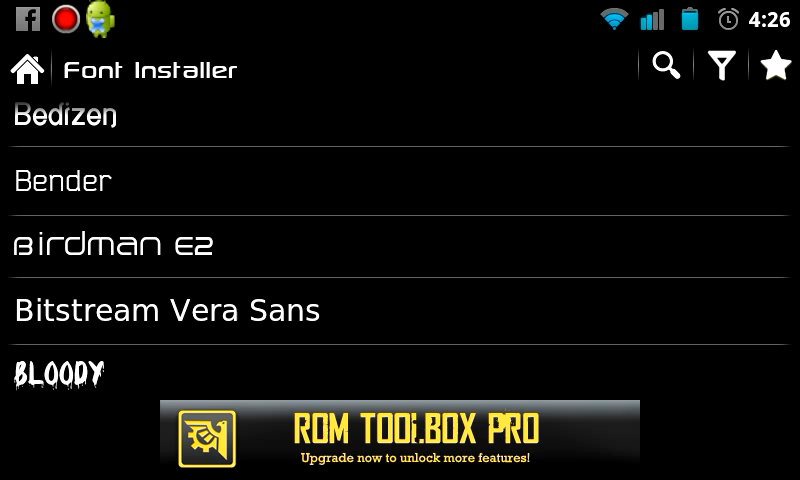 4:26
Font Installer
Bedizen
Bender
Birdman E2
Bitstream Vera Sans
BLOODY
ROM TOOLBOX PRO
Upgrade now to unlock more features!